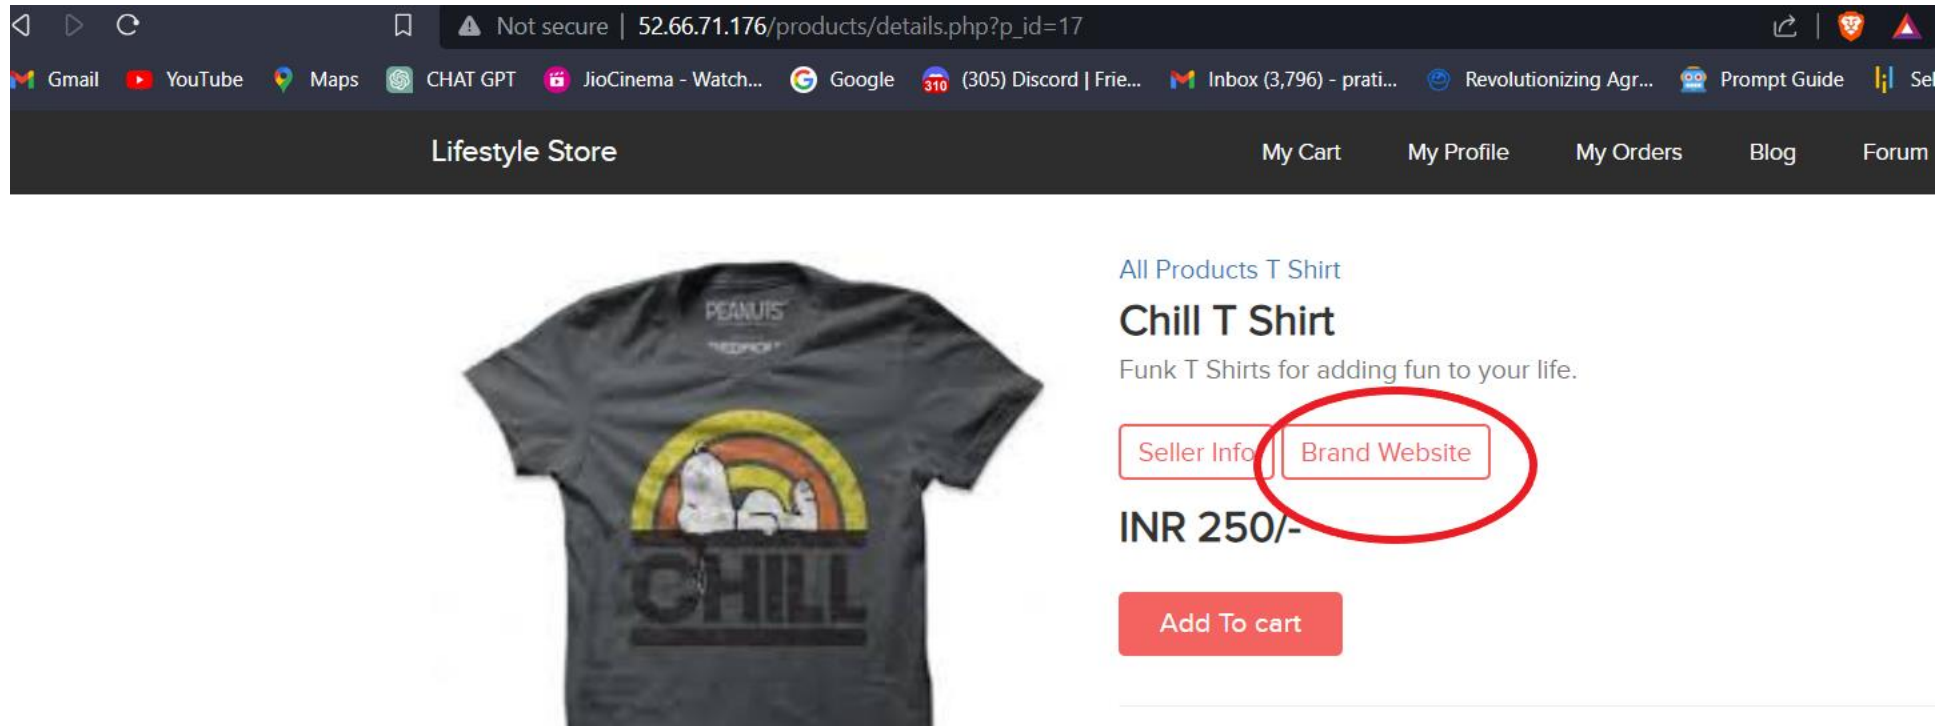 Not secure | 52.66.71.176/products/details.php?p_id=17
Gmail YouTube Maps CHAT GPT JioCinema - Watch... Google 310 (305) Discord | Frie... Inbox (3,796) - prati... Revolutionizing Agr... Prompt Guide Sel
Lifestyle Store My Cart My Profile My Orders Blog Forum
All Products T Shirt
Chill T Shirt
Funk T Shirts for adding fun to your life.
Seller Info Brand Website
INR 250/-
Add To cart
PEANUTS
CHILL